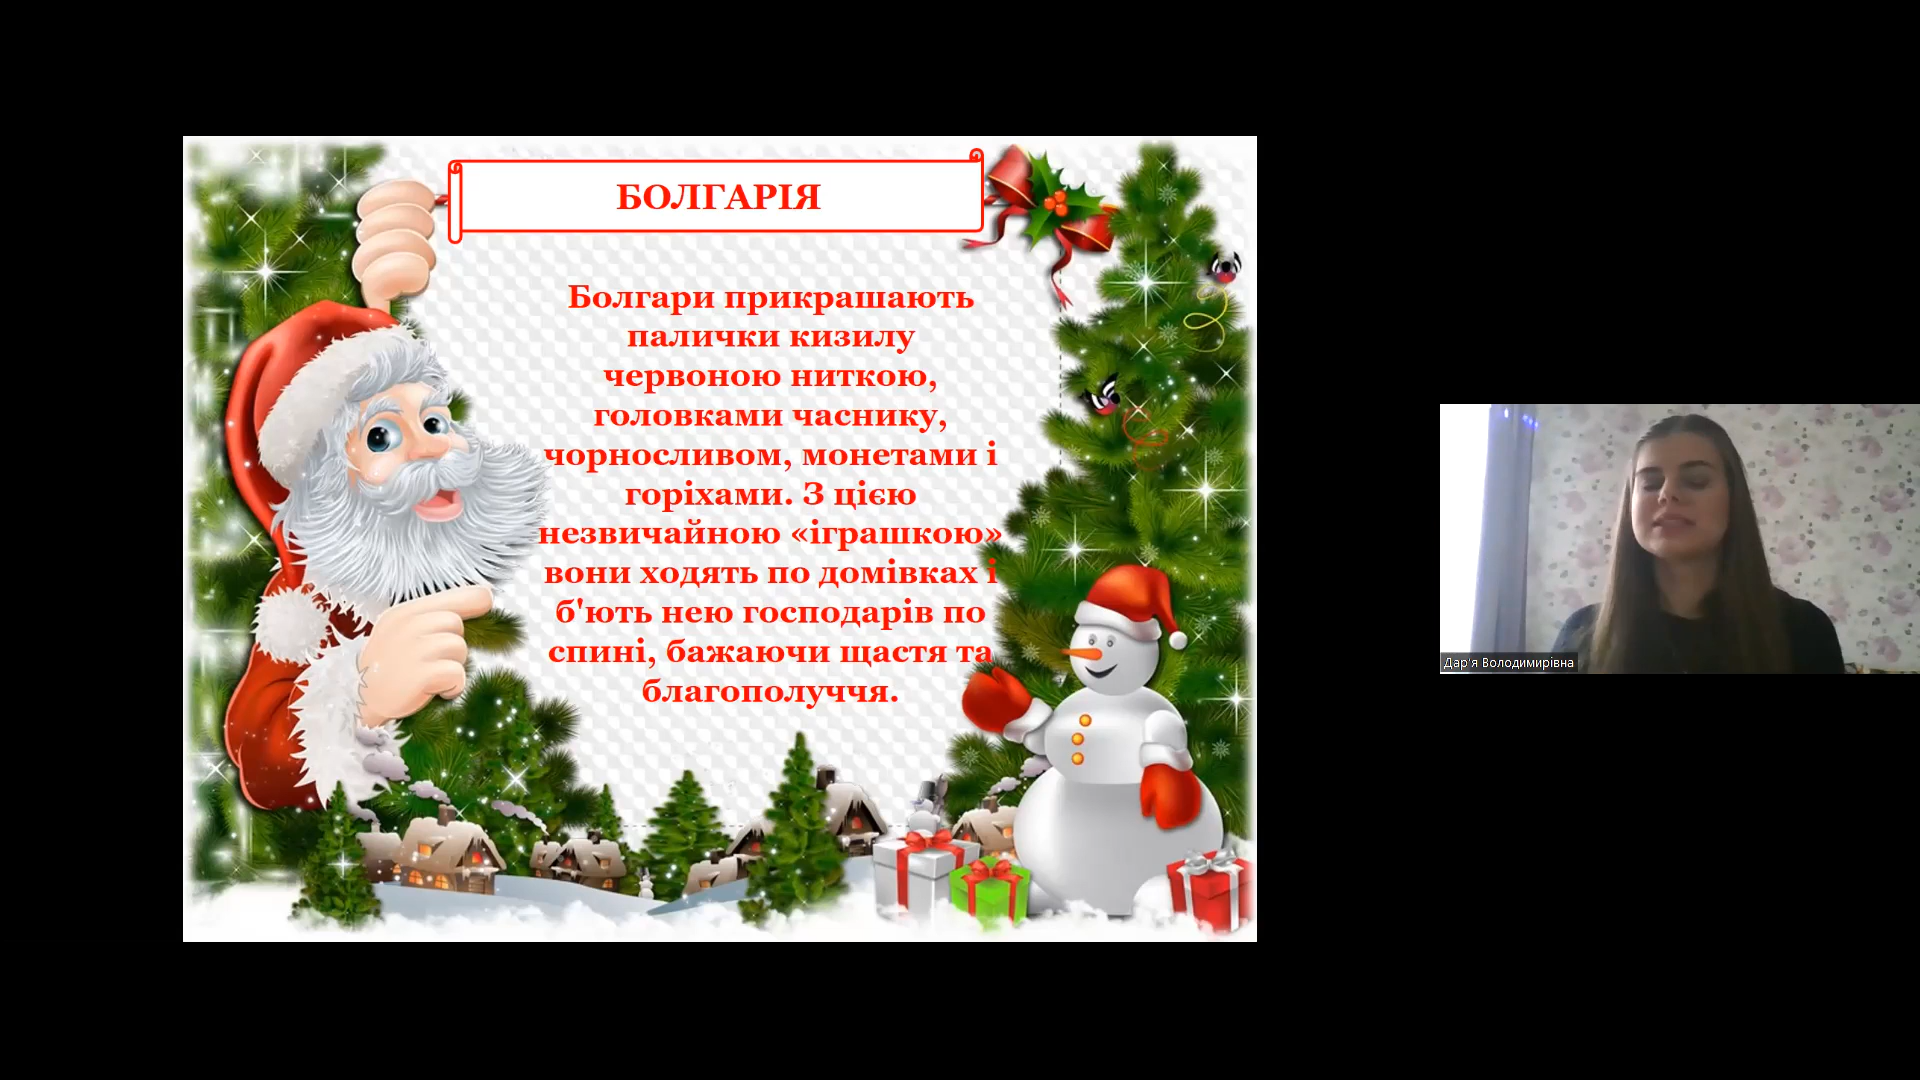 БОЛГАРІЯ
Болгари прикрашають
палички кизилу
червоною ниткою,
головками часнику,
чорносливом, монетами і
горіхами. З цією
незвичайною «іграшкою»
вони ходять по домівках і
б'ють нею господарів по
спині, бажаючи щастя та
благополуччя.
Дар'я Володимирівна